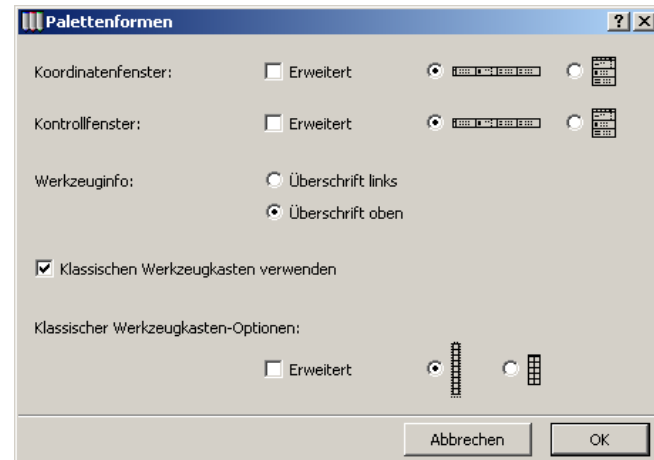 Palettenformen
Koordinatenfenster: Erweitert
Kontrollfenster: Erweitert
Werkzeuginfo: Überschrift links
Überschrift oben
Klassischen Werkzeugkasten verwenden
Klassischer Werkzeugkasten-Optionen:
Erweitert
Abbrechen OK